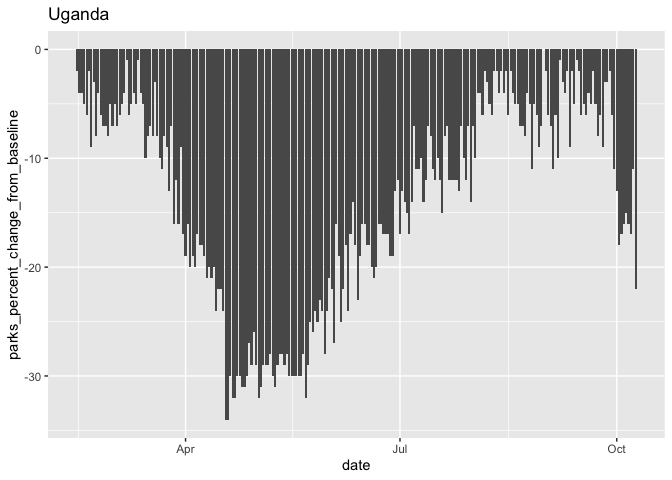 Uganda
parks_percent_change_from_baseline
0
-10
-20
-30
Apr
Jul
Oct
date